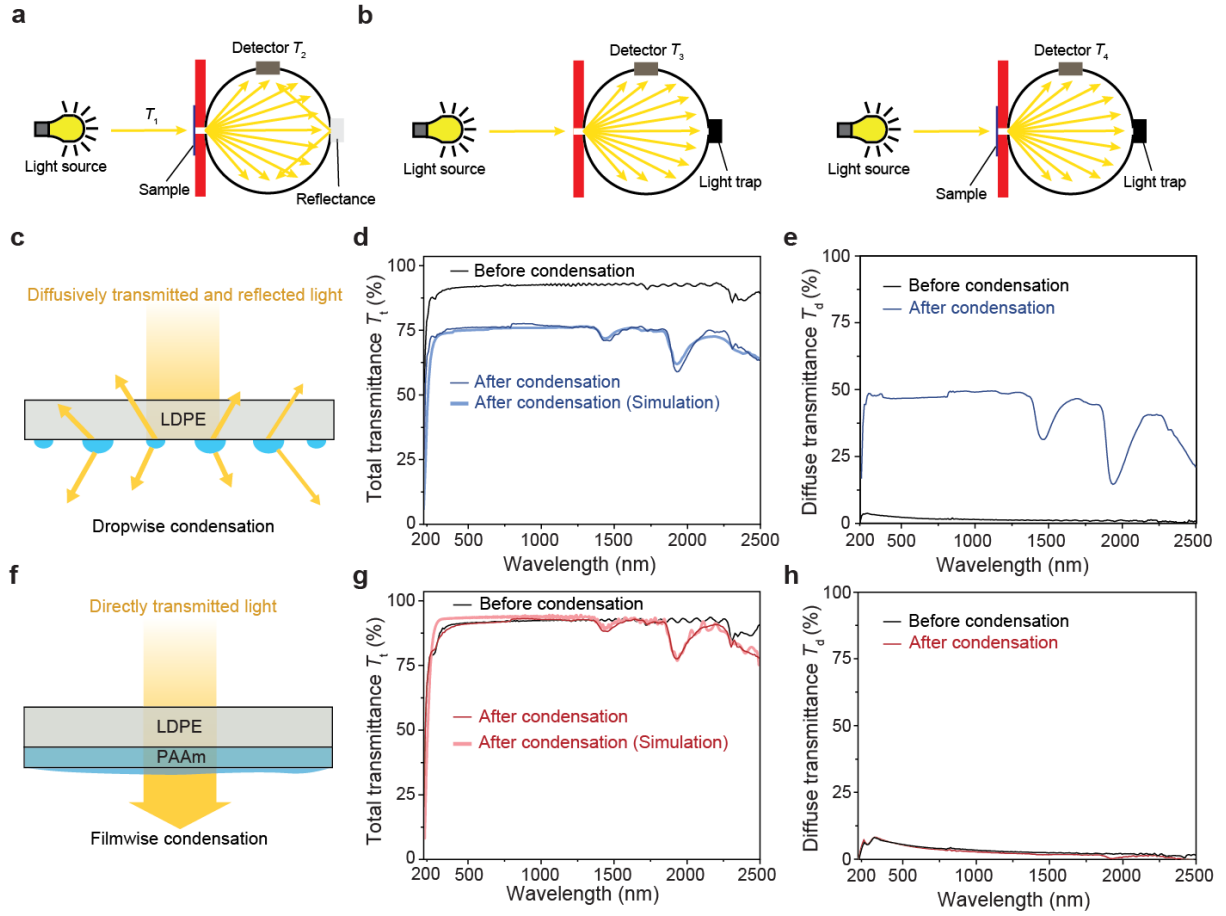 a
Detector T₂
T₁
Light source
Sample
Reflectance
b
Detector T₃
Light source
Light trap
Detector T₄
Light source
Sample
Light trap
c
Diffusively transmitted and reflected light
LDPE
Dropwise condensation
d
Total transmittance Tₜ (%)
100
75
50
25
0
Before condensation
After condensation
After condensation (Simulation)
200 500 1000 1500 2000 2500
Wavelength (nm)
e
Diffuse transmittance T_d (%)
100
75
50
25
0
Before condensation
After condensation
200 500 1000 1500 2000 2500
Wavelength (nm)
f
Directly transmitted light
LDPE
PAAm
Filmwise condensation
g
Total transmittance Tₜ (%)
100
75
50
25
0
Before condensation
After condensation
After condensation (Simulation)
200 500 1000 1500 2000 2500
Wavelength (nm)
h
Diffuse transmittance T_d (%)
100
75
50
25
0
Before condensation
After condensation
200 500 1000 1500 2000 2500
Wavelength (nm)